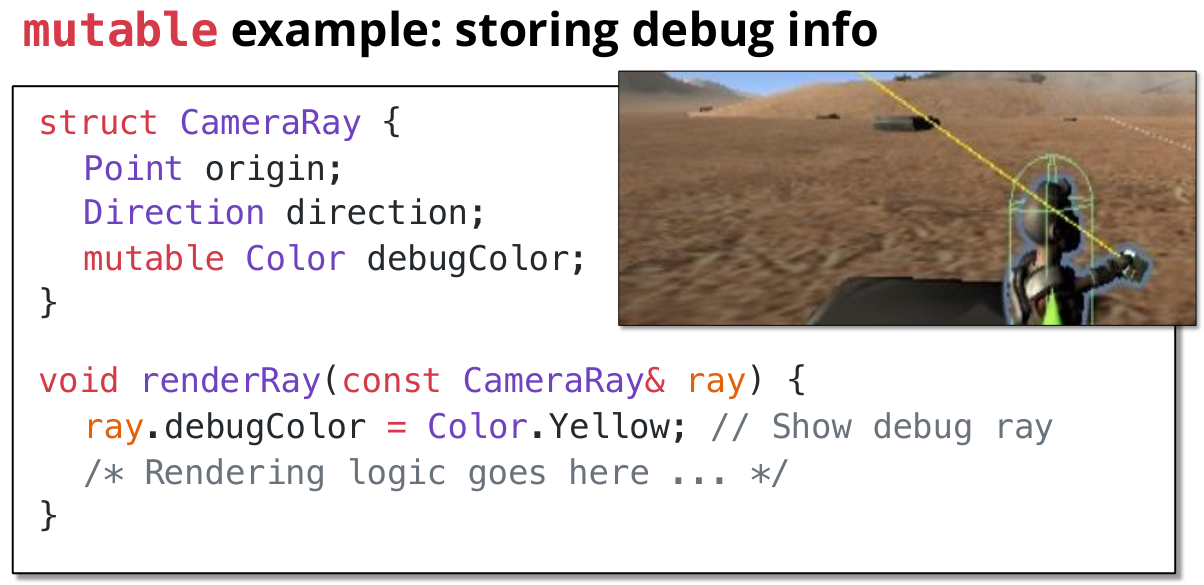 mutable example: storing debug info
struct CameraRay {
Point origin;
Direction direction;
mutable Color debugColor;
}
void renderRay(const CameraRay& ray) {
ray.debugColor = Color.Yellow; // Show debug ray
/* Rendering logic goes here ... */
}